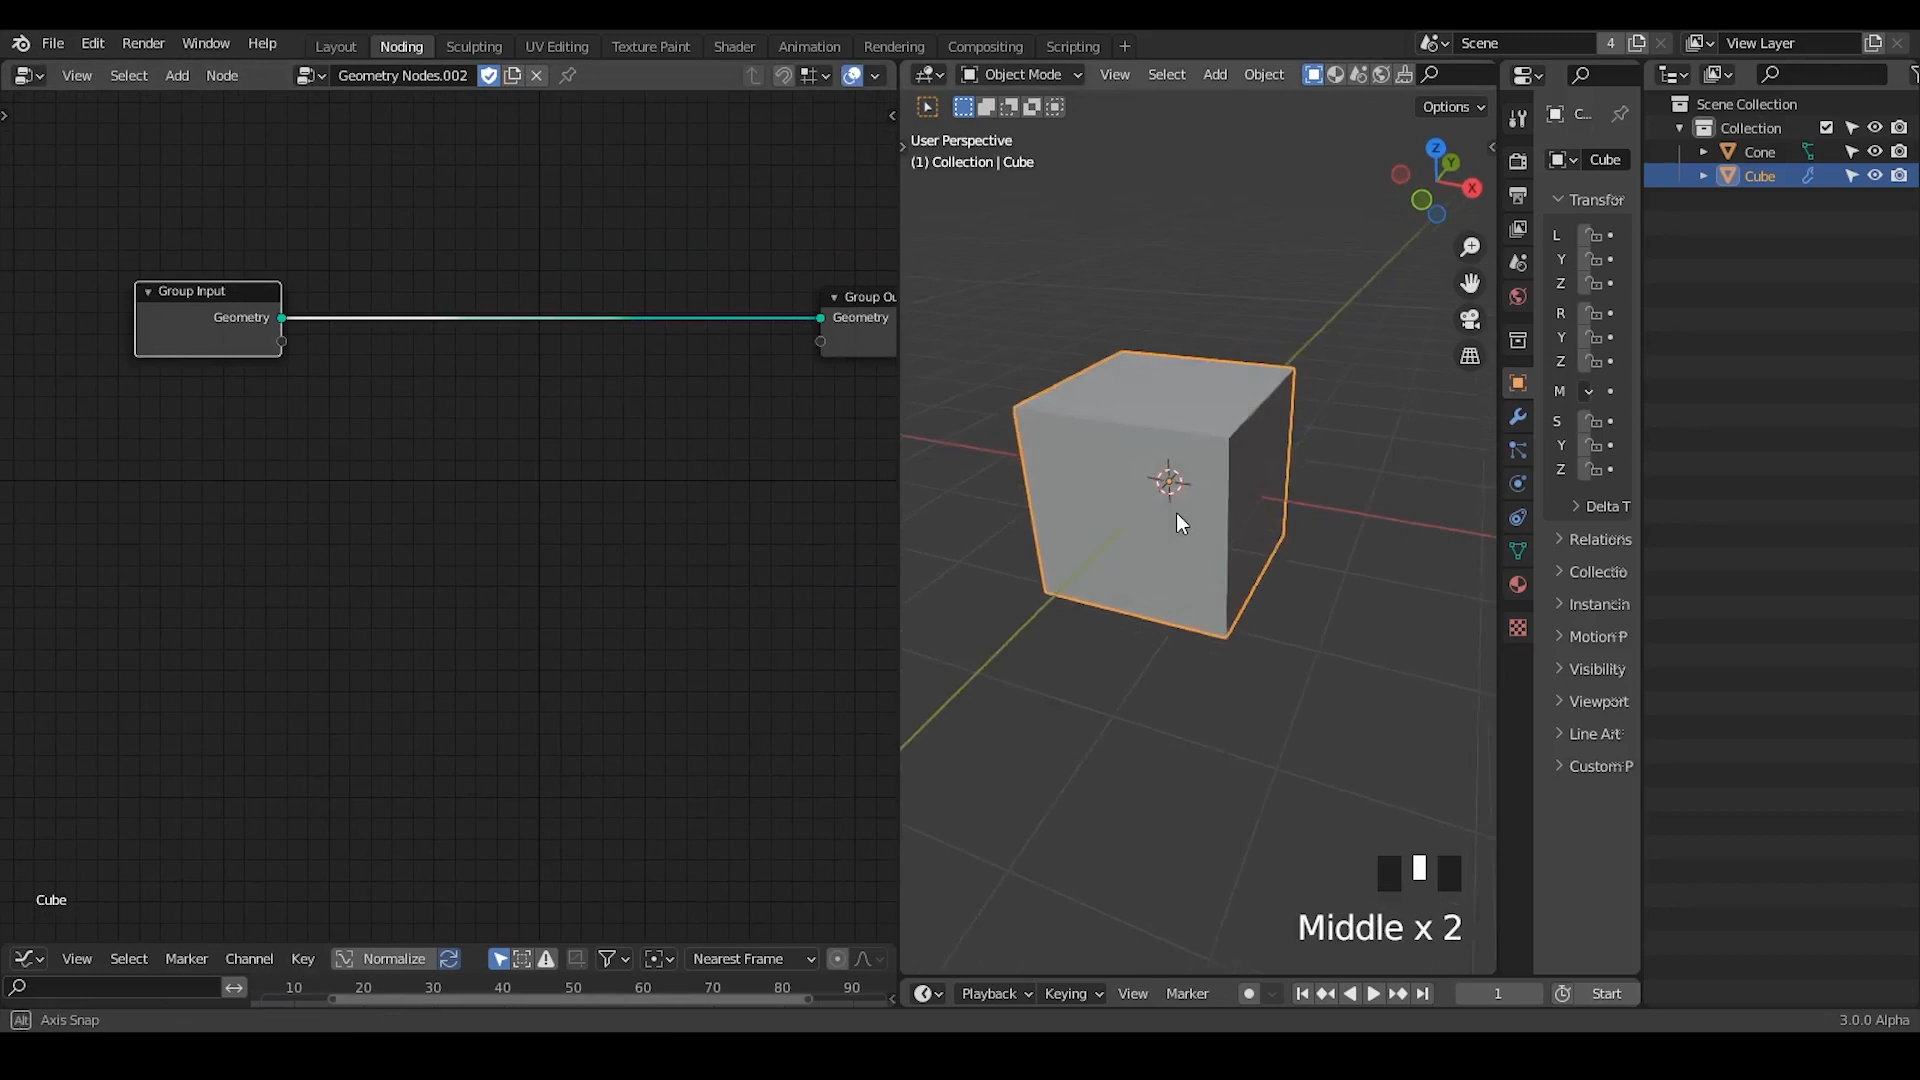 File Edit Render Window Help Layout Noding Sculpting UV Editing Texture Paint Shader Animation Rendering Compositing Scripting + Scene 4 View Layer
View Select Add Node Geometry Nodes.002 Object Mode View Select Add Object
Options
Scene Collection
Collection
Cone
Cube
User Perspective
(1) Collection | Cube
Z
Y
X
C...
Cube
Transfor
L
Y
Z
R
Y
Z
M
S
Y
Z
Delta T
Relations
Collectio
Instancin
Motion P
Visibility
Viewport
Line Art
Custom P
Group Input
Geometry
Group Ou
Geometry
Cube
Middle x 2
View Select Marker Channel Key Normalize Nearest Frame
10 20 30 40 50 60 70 80 90
Playback Keying View Marker 1 Start
Alt Axis Snap
3.0.0 Alpha